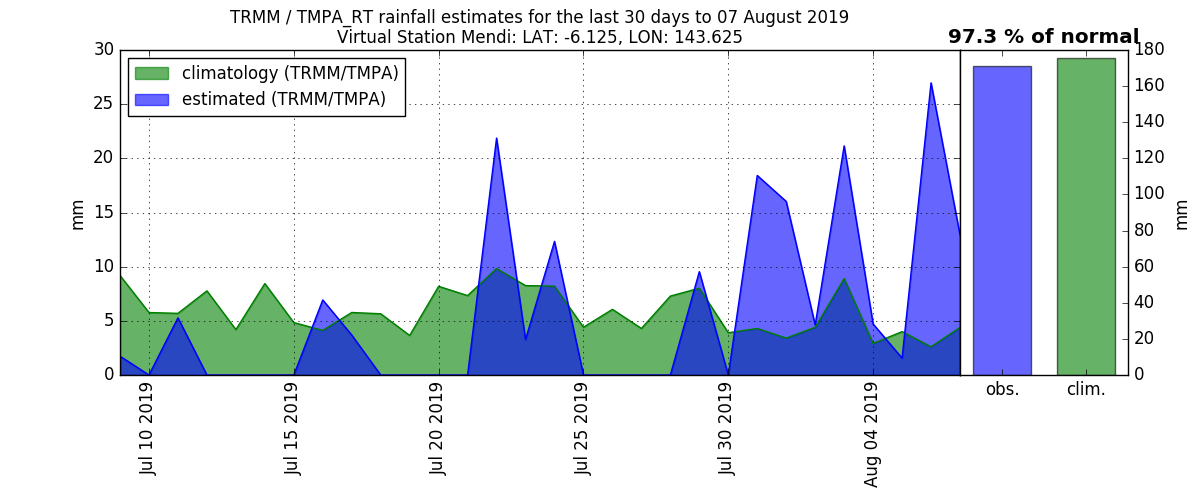 TRMM / TMPA_RT rainfall estimates for the last 30 days to 07 August 2019
Virtual Station Mendi: LAT: -6.125, LON: 143.625
97.3 % of normal
climatology (TRMM/TMPA)
estimated (TRMM/TMPA)
30
25
20
15
10
5
0
mm
Jul 10 2019
Jul 15 2019
Jul 20 2019
Jul 25 2019
Jul 30 2019
Aug 04 2019
180
160
140
120
100
80
60
40
20
0
mm
obs.
clim.